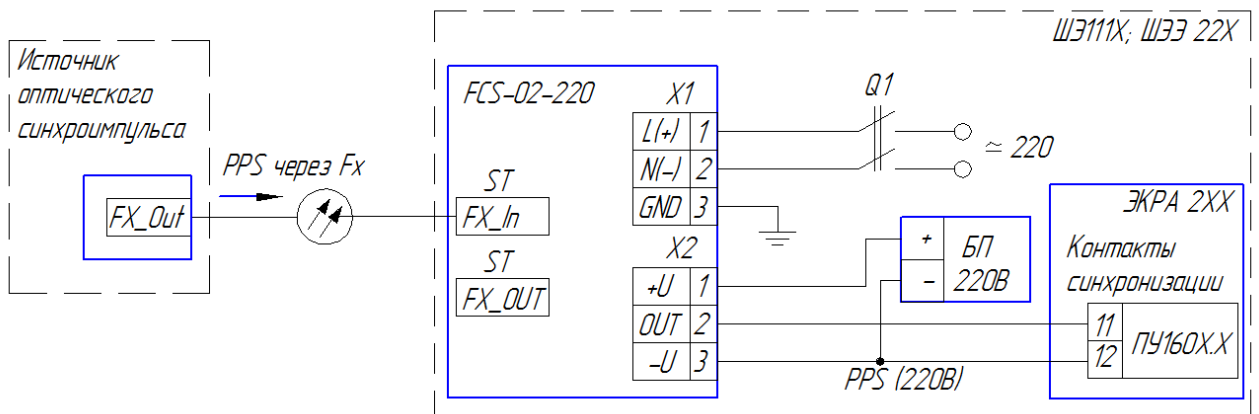 ШЭ111Х; ШЭЭ 22Х
Источник
оптического
синхроимпульса
FX_Out
PPS через Fx
FCS-02-220
ST
FX_In
ST
FX_OUT
X1
L(+) 1
N(-) 2
GND 3
X2
+U 1
OUT 2
-U 3
Q1
≃ 220
+
-
БП
220В
PPS (220В)
ЭКРА 2ХХ
Контакты
синхронизации
11
12
ПУ160Х.Х